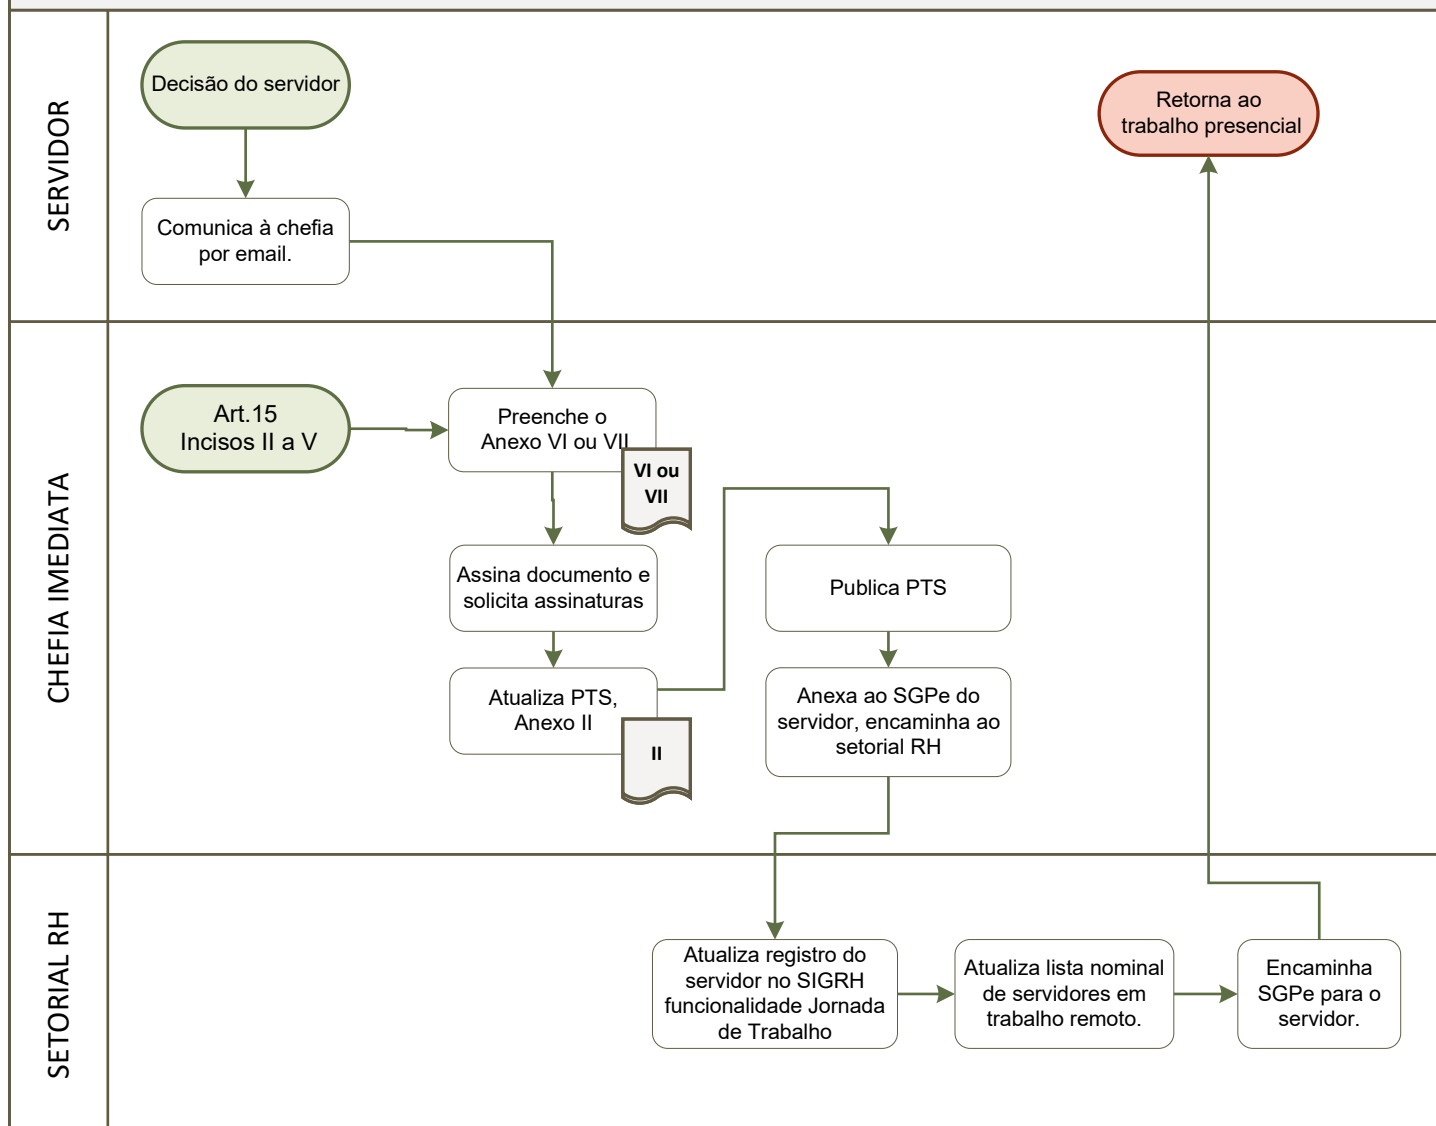 SERVIDOR
Decisão do servidor
Comunica à chefia
por email.
Retorna ao
trabalho presencial
CHEFIA IMEDIATA
Art.15
Incisos II a V
Preenche o
Anexo VI ou VII
VI ou
VII
Assina documento e
solicita assinaturas
Atualiza PTS,
Anexo II
II
Publica PTS
Anexa ao SGPe do
servidor, encaminha ao
setorial RH
SETORIAL RH
Atualiza registro do
servidor no SIGRH
funcionalidade Jornada
de Trabalho
Atualiza lista nominal
de servidores em
trabalho remoto.
Encaminha
SGPe para o
servidor.